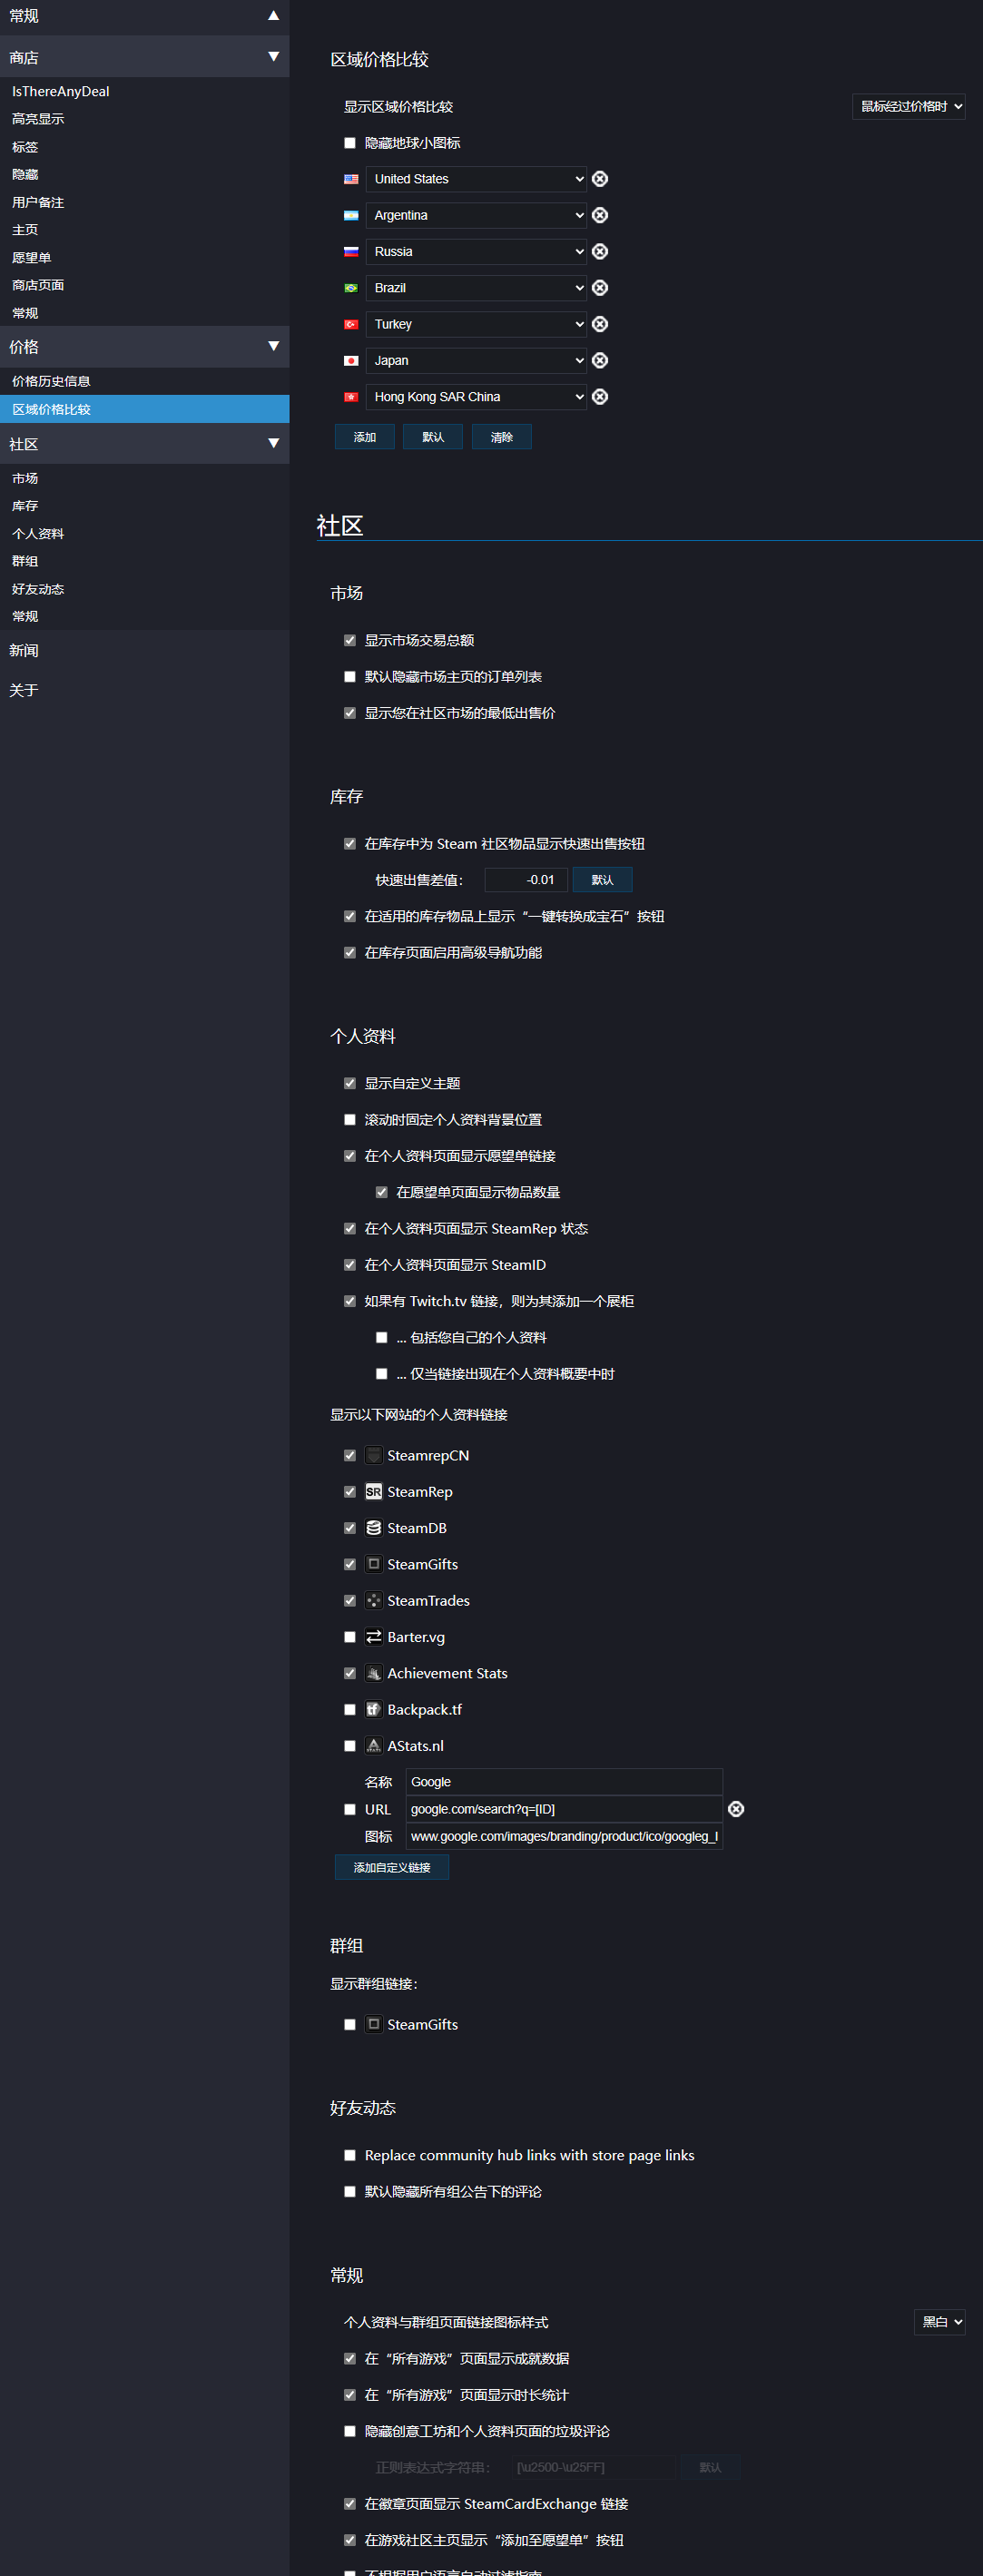 常规
商店
IsThereAnyDeal
高亮显示
标签
隐藏
用户备注
主页
愿望单
商店页面
常规
价格
价格历史信息
区域价格比较
社区
市场
库存
个人资料
群组
好友动态
常规
新闻
关于
区域价格比较
显示区域价格比较 鼠标经过价格时
隐藏地球小图标
United States
Argentina
Russia
Brazil
Turkey
Japan
Hong Kong SAR China
添加 默认 清除
社区
市场
显示市场交易总额
默认隐藏市场主页的订单列表
显示您在社区市场的最低出售价
库存
在库存中为 Steam 社区物品显示快速出售按钮
快速出售差值： -0.01 默认
在适用的库存物品上显示“一键转换成宝石”按钮
在库存页面启用高级导航功能
个人资料
显示自定义主题
滚动时固定个人资料背景位置
在个人资料页面显示愿望单链接
在愿望单页面显示物品数量
在个人资料页面显示 SteamRep 状态
在个人资料页面显示 SteamID
如果有 Twitch.tv 链接，则为其添加一个展柜
... 包括您自己的个人资料
... 仅当链接出现在个人资料概要中时
显示以下网站的个人资料链接
SteamrepCN
SR SteamRep
SteamDB
SteamGifts
SteamTrades
Barter.vg
Achievement Stats
tf Backpack.tf
AStats.nl
名称 Google
URL google.com/search?q=[ID]
图标 www.google.com/images/branding/product/ico/googleg_l
添加自定义链接
群组
显示群组链接：
SteamGifts
好友动态
Replace community hub links with store page links
默认隐藏所有组公告下的评论
常规
个人资料与群组页面链接图标样式 黑白
在“所有游戏”页面显示成就数据
在“所有游戏”页面显示时长统计
隐藏创意工坊和个人资料页面的垃圾评论
正则表达式字符串： [\u2500-\u25FF] 默认
在徽章页面显示 SteamCardExchange 链接
在游戏社区主页显示“添加至愿望单”按钮
不根据用户语言自动过滤指南